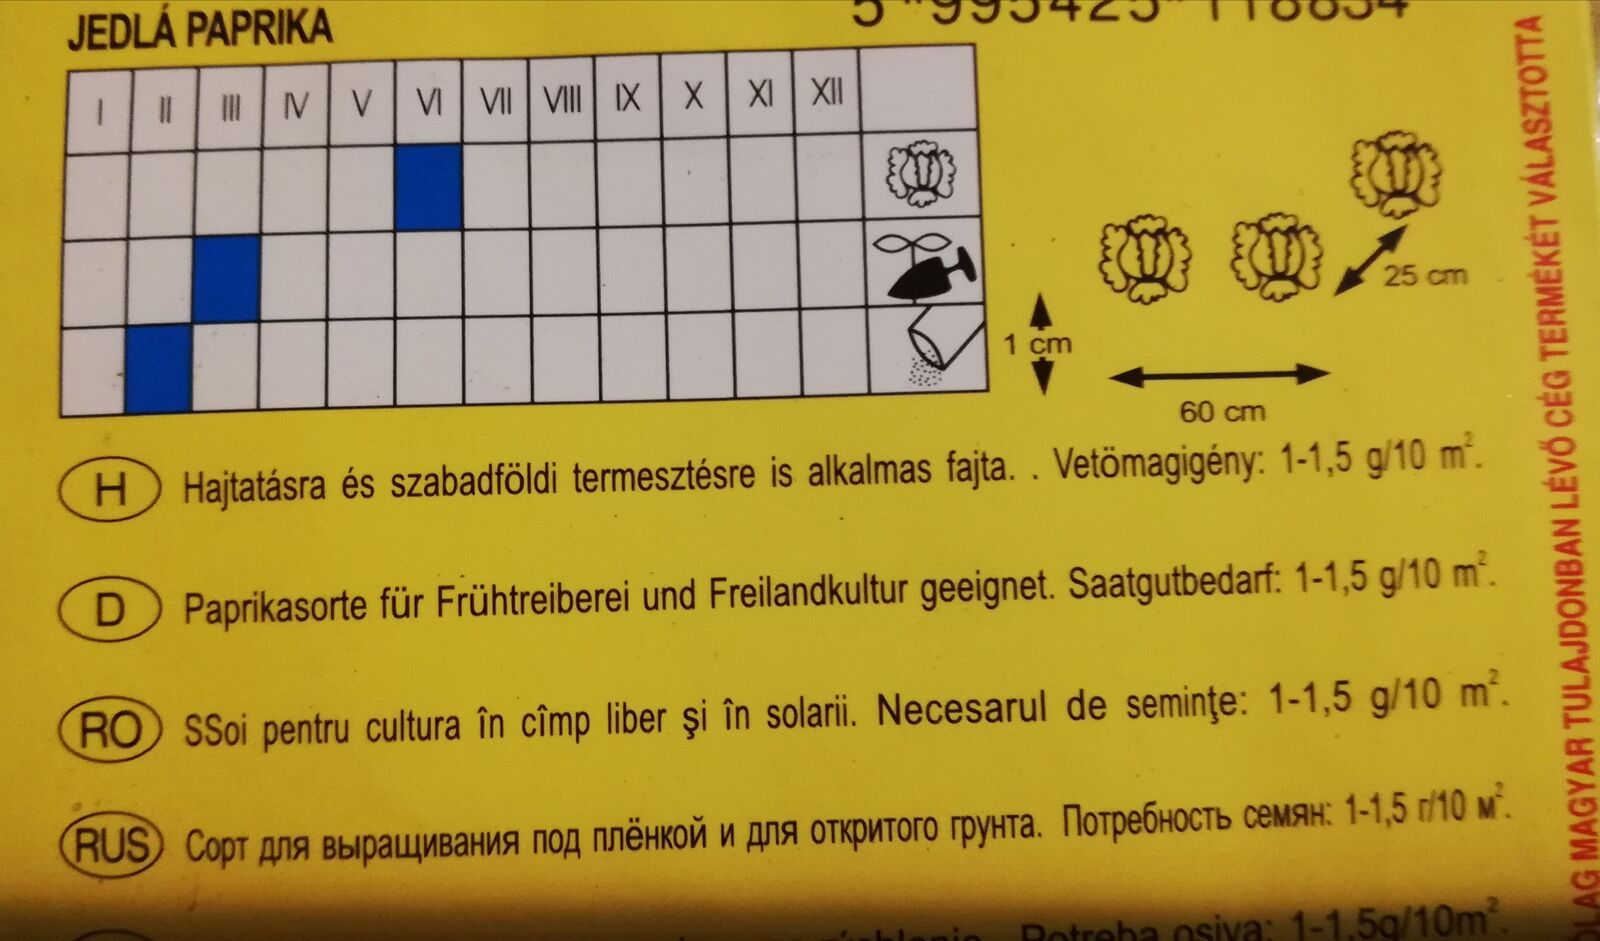 JEDLÁ PAPRIKA
5 995425 118834
I II III IV V VI VII VIII IX X XI XII
25 cm
1 cm
60 cm
H Hajtatásra és szabadföldi termesztésre is alkalmas fajta. . Vetömagigény: 1-1,5 g/10 m².
D Paprikasorte für Frühtreiberei und Freilandkultur geeignet. Saatgutbedarf: 1-1,5 g/10 m².
RO SSoi pentru cultura în cîmp liber şi în solarii. Necesarul de seminţe: 1-1,5 g/10 m².
RUS Сорт для выращивания под плёнкой и для откритого грунта. Потребность семян: 1-1,5 г/10 м².
Potreba osiva: 1-1,5g/10m².
MAGYAR TULAJDONBAN LÉVŐ CÉG TERMÉKÉT VÁLASZTOTTA